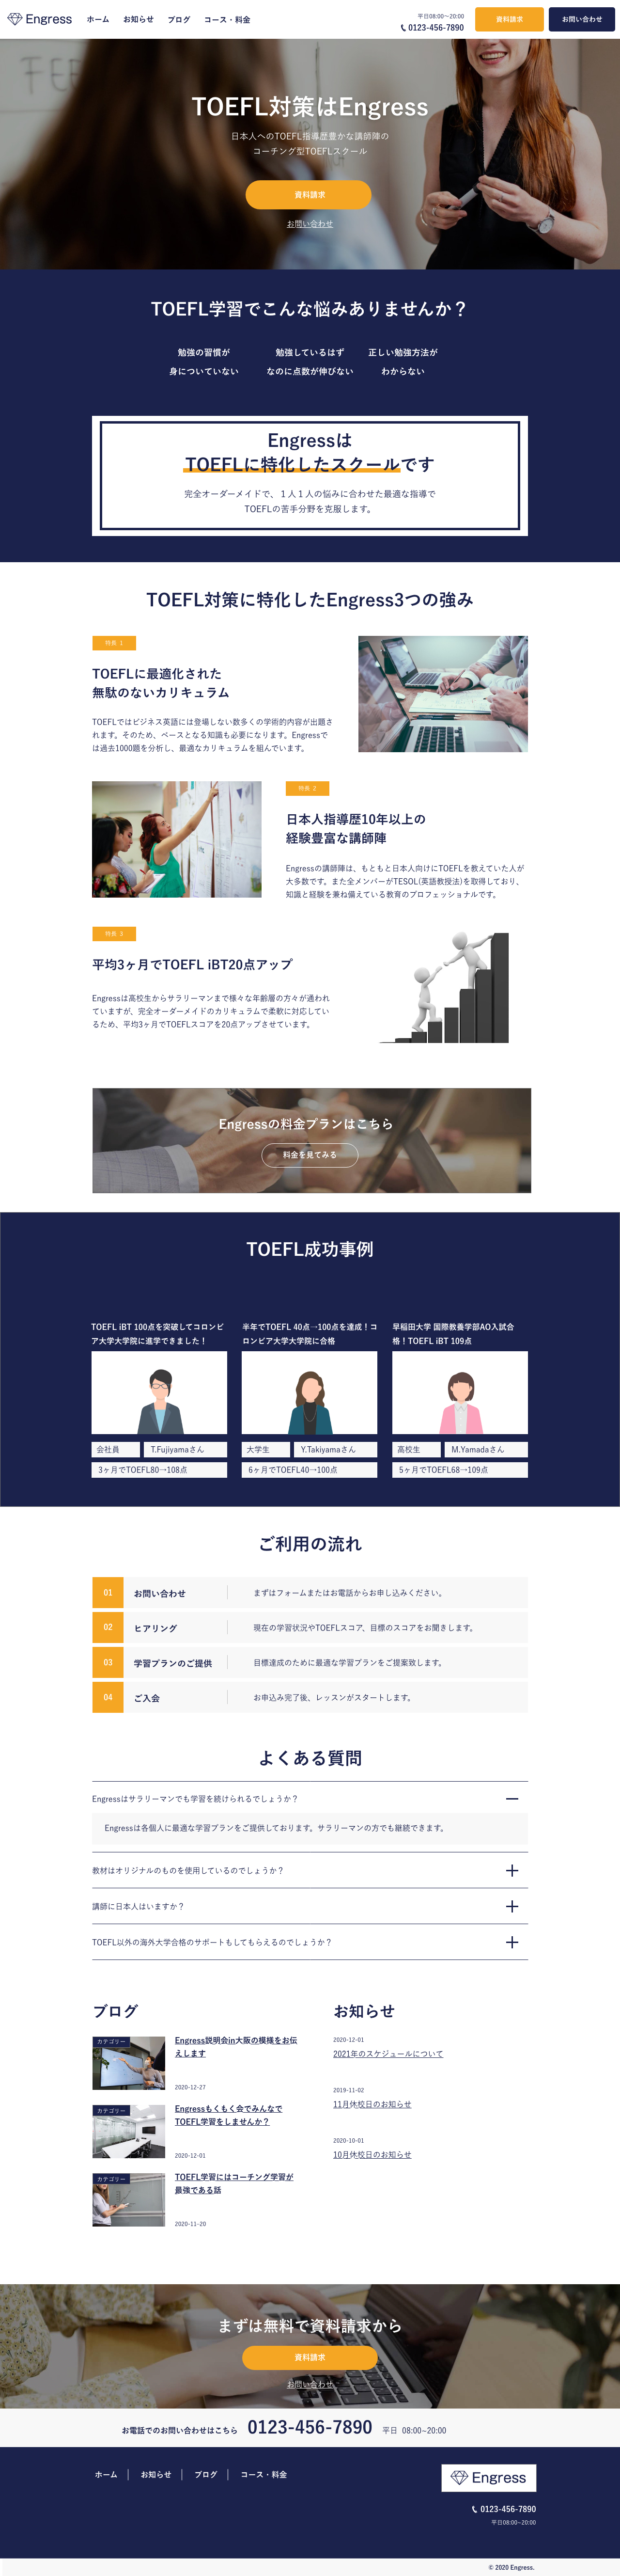 Engress
ホーム
お知らせ
ブログ
コース・料金
平日08:00〜20:00
0123-456-7890
資料請求
お問い合わせ
TOEFL対策はEngress
日本人へのTOEFL指導歴豊かな講師陣の
コーチング型TOEFLスクール
資料請求
お問い合わせ
TOEFL学習でこんな悩みありませんか？
勉強の習慣が
身についていない
勉強しているはず
なのに点数が伸びない
正しい勉強方法が
わからない
Engressは
TOEFLに特化したスクールです
完全オーダーメイドで、１人１人の悩みに合わせた最適な指導で
TOEFLの苦手分野を克服します。
TOEFL対策に特化したEngress3つの強み
特長 1
TOEFLに最適化された
無駄のないカリキュラム
TOEFLではビジネス英語には登場しない数多くの学術的内容が出題さ
れます。そのため、ベースとなる知識も必要になります。Engressで
は過去1000題を分析し、最適なカリキュラムを組んでいます。
特長 2
日本人指導歴10年以上の
経験豊富な講師陣
Engressの講師陣は、もともと日本人向けにTOEFLを教えていた人が
大多数です。また全メンバーがTESOL(英語教授法)を取得しており、
知識と経験を兼ね備えている教育のプロフェッショナルです。
特長 3
平均3ヶ月でTOEFL iBT20点アップ
Engressは高校生からサラリーマンまで様々な年齢層の方々が通われ
ていますが、完全オーダーメイドのカリキュラムで柔軟に対応してい
るため、平均3ヶ月でTOEFLスコアを20点アップさせています。
Engressの料金プランはこちら
料金を見てみる
TOEFL成功事例
TOEFL iBT 100点を突破してコロンビ
ア大学大学院に進学できました！
会社員
T.Fujiyamaさん
3ヶ月でTOEFL80→108点
半年でTOEFL 40点→100点を達成！コ
ロンビア大学大学院に合格
大学生
Y.Takiyamaさん
6ヶ月でTOEFL40→100点
早稲田大学 国際教養学部AO入試合
格！TOEFL iBT 109点
高校生
M.Yamadaさん
5ヶ月でTOEFL68→109点
ご利用の流れ
01 お問い合わせ まずはフォームまたはお電話からお申し込みください。
02 ヒアリング 現在の学習状況やTOEFLスコア、目標のスコアをお聞きします。
03 学習プランのご提供 目標達成のために最適な学習プランをご提案致します。
04 ご入会 お申込み完了後、レッスンがスタートします。
よくある質問
Engressはサラリーマンでも学習を続けられるでしょうか？
Engressは各個人に最適な学習プランをご提供しております。サラリーマンの方でも継続できます。
教材はオリジナルのものを使用しているのでしょうか？
講師に日本人はいますか？
TOEFL以外の海外大学合格のサポートもしてもらえるのでしょうか？
ブログ
カテゴリー
Engress説明会in大阪の模様をお伝
えします
2020-12-27
カテゴリー
Engressもくもく会でみんなで
TOEFL学習をしませんか？
2020-12-01
カテゴリー
TOEFL学習にはコーチング学習が
最強である話
2020-11-20
お知らせ
2020-12-01
2021年のスケジュールについて
2019-11-02
11月休校日のお知らせ
2020-10-01
10月休校日のお知らせ
まずは無料で資料請求から
資料請求
お問い合わせ
お電話でのお問い合わせはこちら 0123-456-7890 平日 08:00~20:00
ホーム
お知らせ
ブログ
コース・料金
Engress
0123-456-7890
平日08:00~20:00
© 2020 Engress.